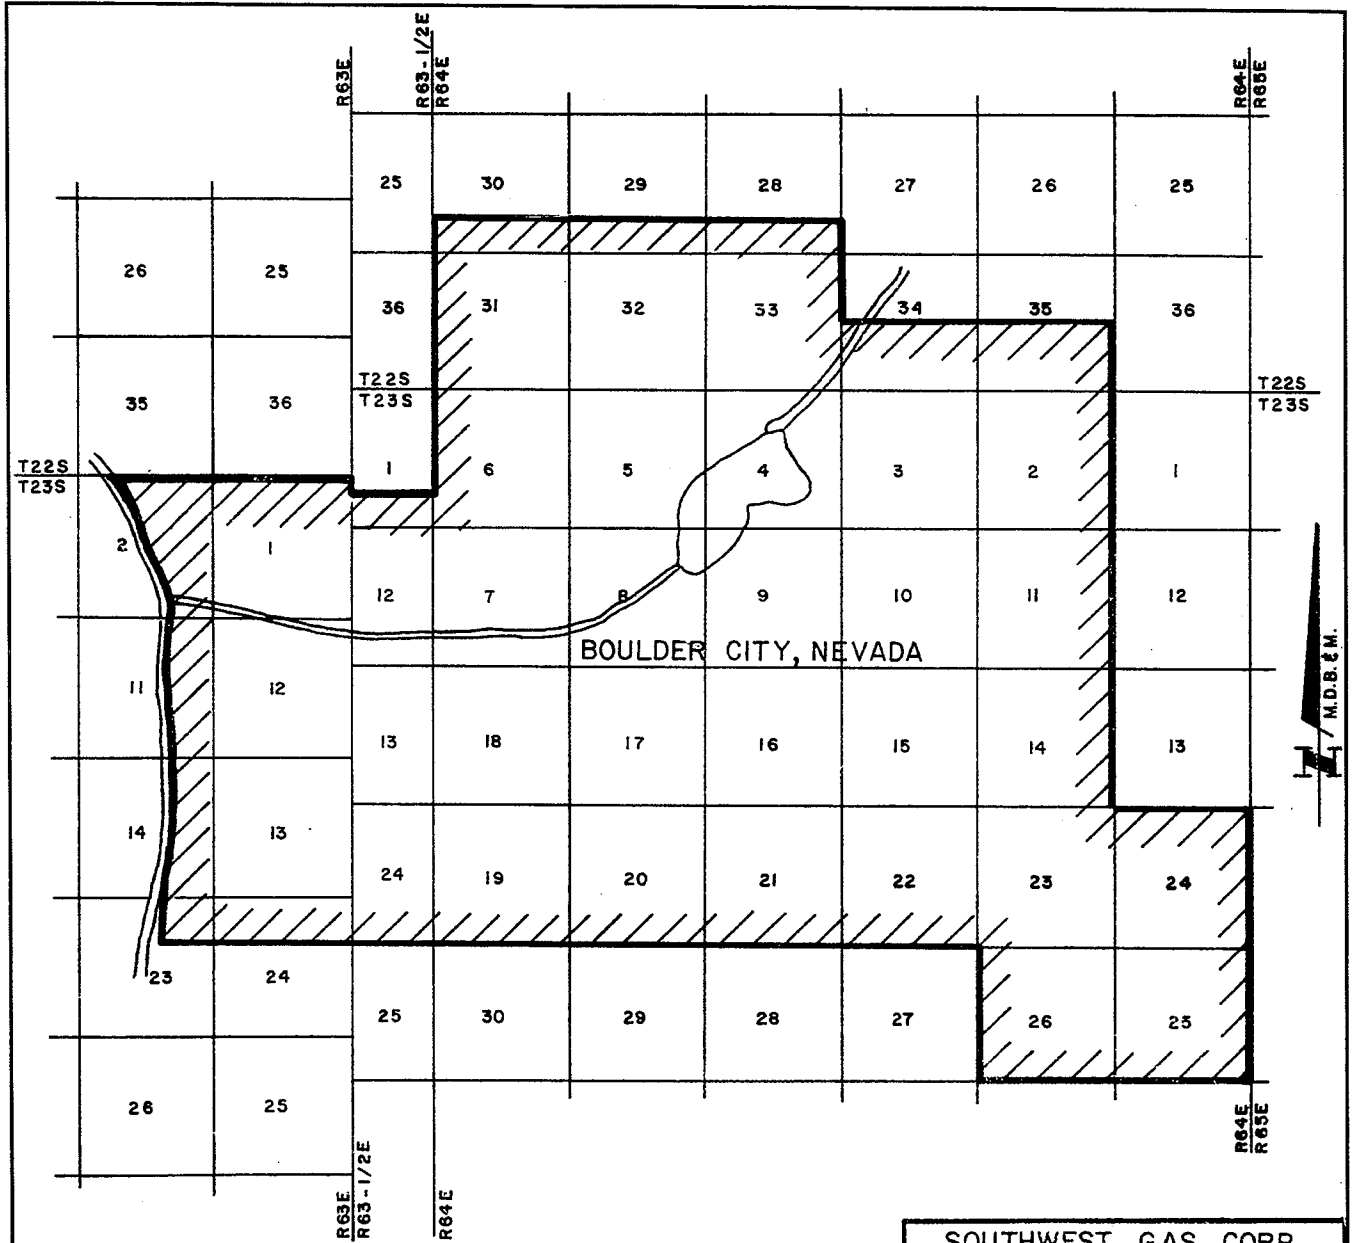 R63E
R63-1/2E
R64E
R64E
R65E
25 30 29 28 27 26 25
26 25
36 31 32 33 34 35 36
T22S
T23S
T22S
T23S
35 36
T22S
T23S
1 6 5 4 3 2 1
2 1
12 7 8 9 10 11 12
BOULDER CITY, NEVADA
M.D.B.&M.
11 12
13 18 17 16 15 14 13
14 13
24 19 20 21 22 23 24
23 24
25 30 29 28 27 26 25
26 25
R63E
R63-1/2E
R64E
R64E
R65E
SOUTHWEST GAS CORP.